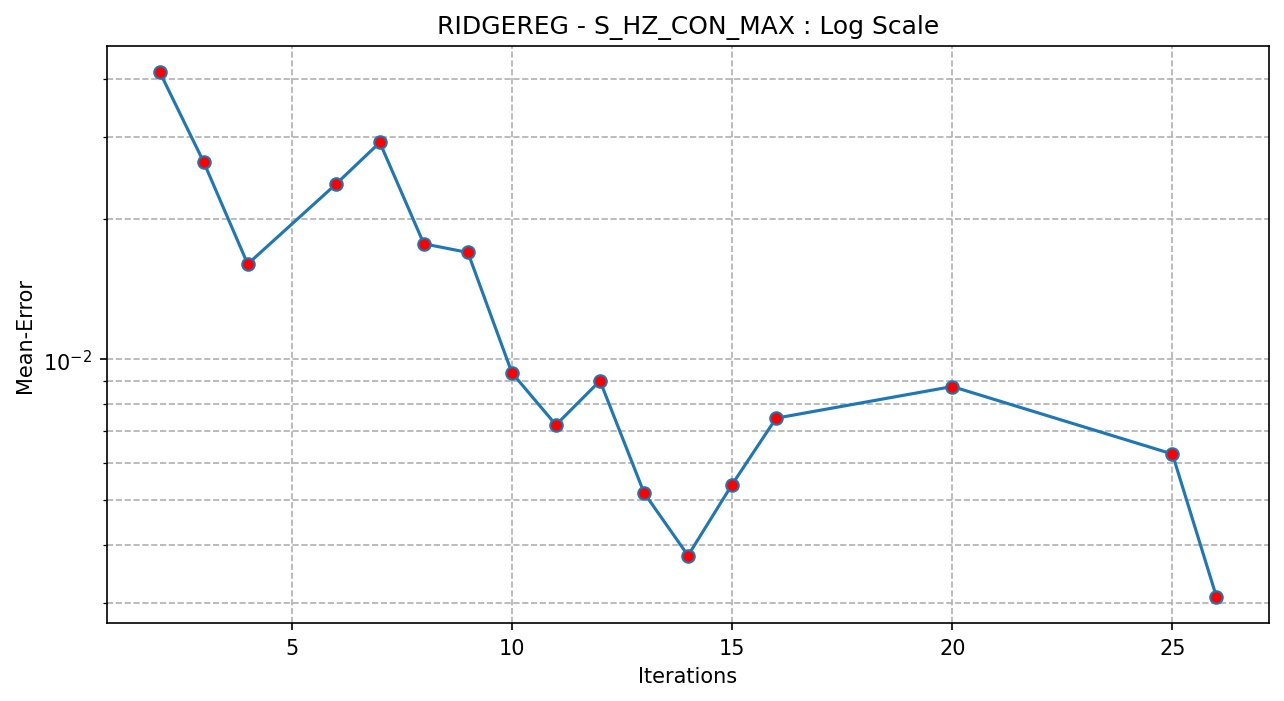 RIDGEREG - S_HZ_CON_MAX : Log Scale
Mean-Error
10⁻²
5 10 15 20 25
Iterations